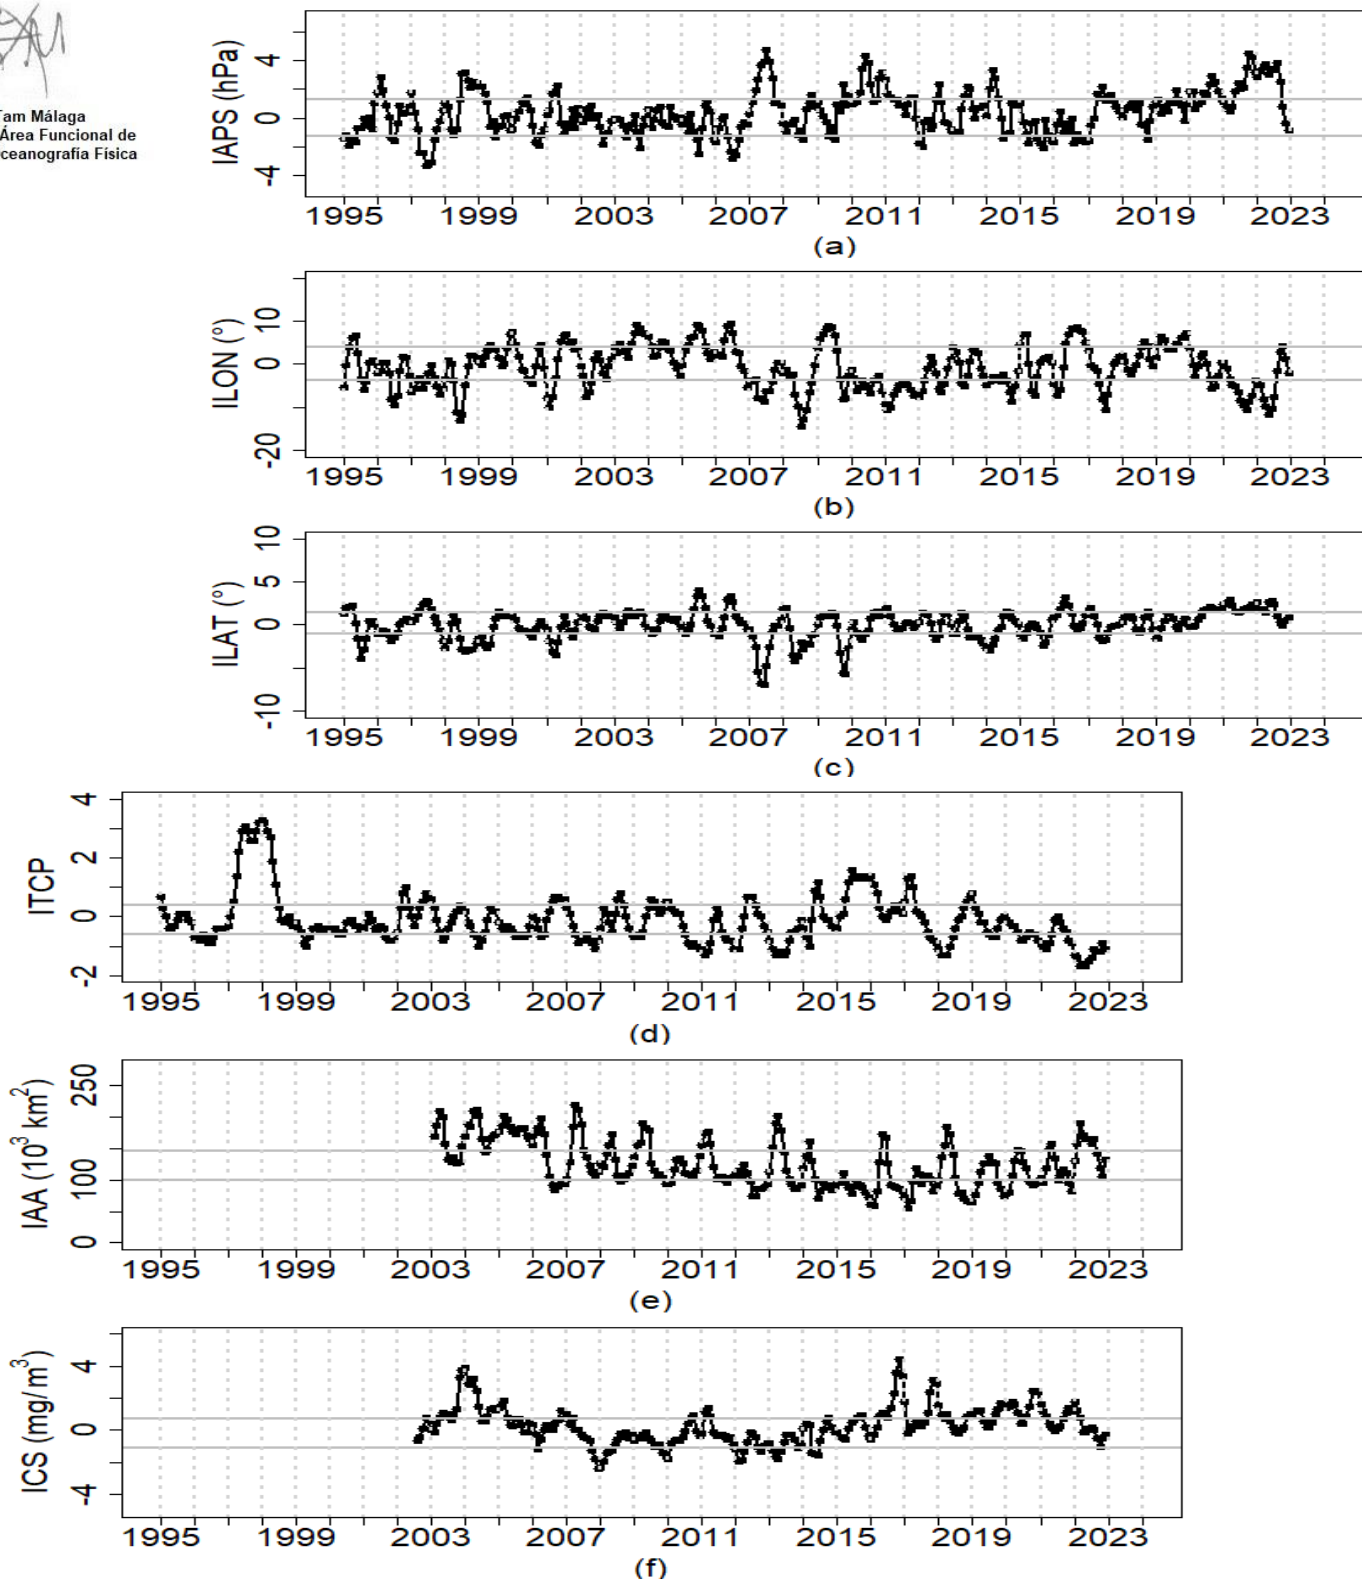 Tam Málaga
Área Funcional de
ceanografía Física
IAPS (hPa)
4
0
-4
1995 1999 2003 2007 2011 2015 2019 2023
(a)
ILON (°)
10
0
-20
1995 1999 2003 2007 2011 2015 2019 2023
(b)
ILAT (°)
10
5
0
-10
1995 1999 2003 2007 2011 2015 2019 2023
(c)
ITCP
4
2
0
-2
1995 1999 2003 2007 2011 2015 2019 2023
(d)
IAA (10³ km²)
250
100
0
1995 1999 2003 2007 2011 2015 2019 2023
(e)
ICS (mg/m³)
4
0
-4
1995 1999 2003 2007 2011 2015 2019 2023
(f)